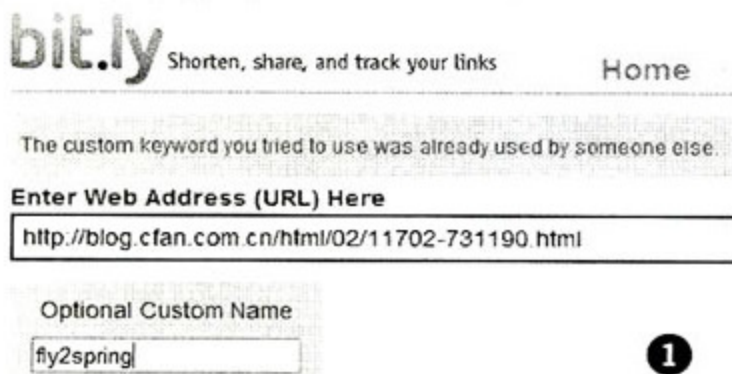 bit.ly Shorten, share, and track your links Home
The custom keyword you tried to use was already used by someone else.
Enter Web Address (URL) Here
http://blog.cfan.com.cn/html/02/11702-731190.html
Optional Custom Name
fly2spring
1